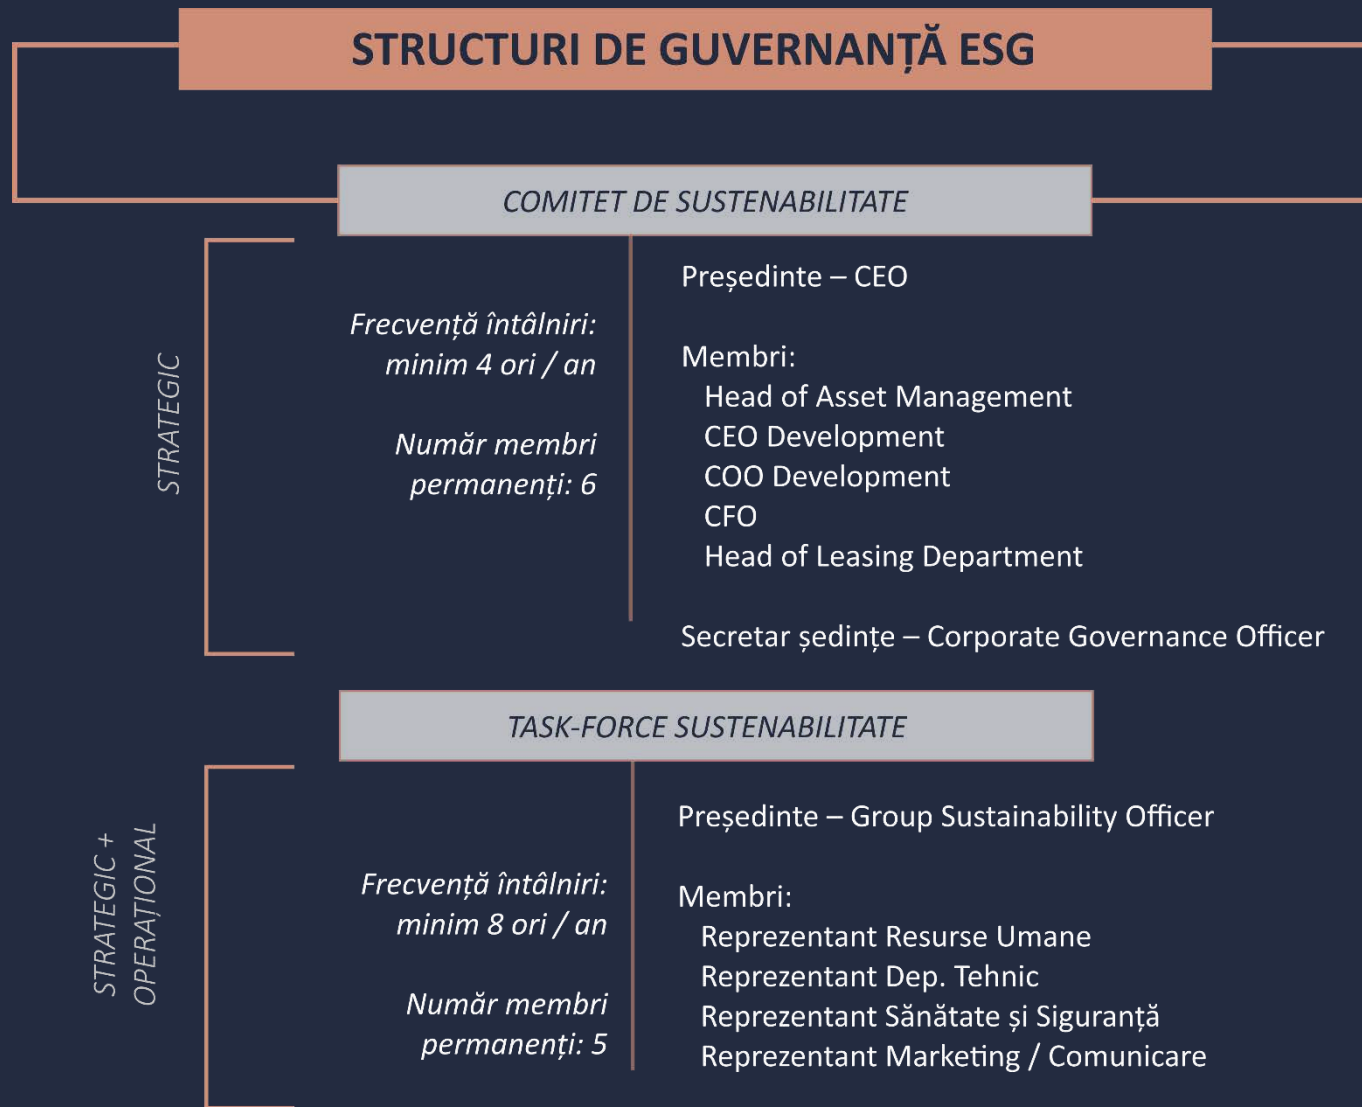 STRUCTURI DE GUVERNANȚĂ ESG
COMITET DE SUSTENABILITATE
STRATEGIC
Frecvență întâlniri:
minim 4 ori / an
Număr membri
permanenți: 6
Președinte – CEO
Membri:
Head of Asset Management
CEO Development
COO Development
CFO
Head of Leasing Department
Secretar ședințe – Corporate Governance Officer
TASK-FORCE SUSTENABILITATE
STRATEGIC +
OPERAȚIONAL
Frecvență întâlniri:
minim 8 ori / an
Număr membri
permanenți: 5
Președinte – Group Sustainability Officer
Membri:
Reprezentant Resurse Umane
Reprezentant Dep. Tehnic
Reprezentant Sănătate și Siguranță
Reprezentant Marketing / Comunicare